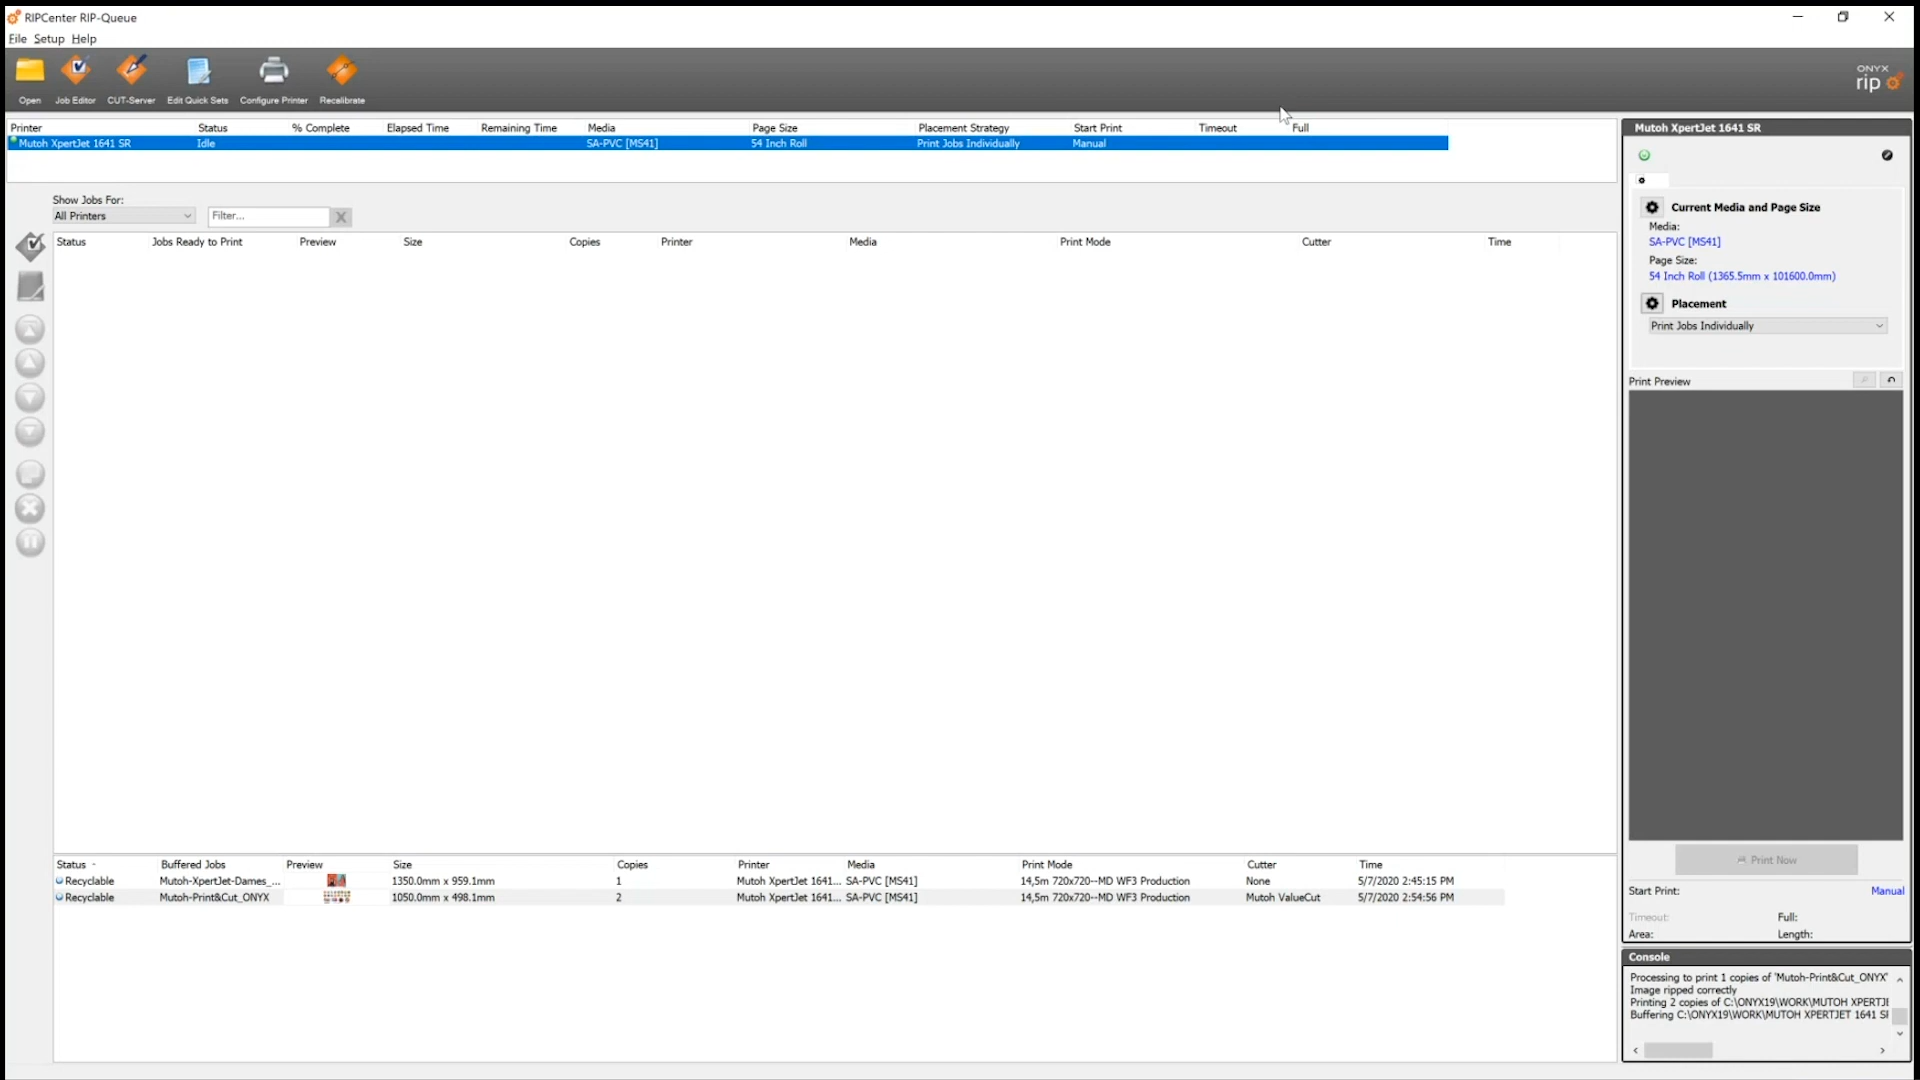 RIPCenter RIP-Queue
File Setup Help
Open Job Editor CUT-Server Edit Quick Sets Configure Printer Recalibrate
ONYX
rip
Printer Status % Complete Elapsed Time Remaining Time Media Page Size Placement Strategy Start Print Timeout Full
Mutoh XpertJet 1641 SR Idle SA-PVC [MS41] 54 Inch Roll Print Jobs Individually Manual
Show Jobs For:
All Printers Filter...
Status Jobs Ready to Print Preview Size Copies Printer Media Print Mode Cutter Time
Status Buffered Jobs Preview Size Copies Printer Media Print Mode Cutter Time
Recyclable Mutoh-XpertJet-Dames_... 1350.0mm x 959.1mm 1 Mutoh XpertJet 1641... SA-PVC [MS41] 14,5m 720x720--MD WF3 Production None 5/7/2020 2:45:15 PM
Recyclable Mutoh-Print&Cut_ONYX 1050.0mm x 498.1mm 2 Mutoh XpertJet 1641... SA-PVC [MS41] 14,5m 720x720--MD WF3 Production Mutoh ValueCut 5/7/2020 2:54:56 PM
Mutoh XpertJet 1641 SR
Current Media and Page Size
Media:
SA-PVC [MS41]
Page Size:
54 Inch Roll (1365.5mm x 101600.0mm)
Placement
Print Jobs Individually
Print Preview
Print Now
Start Print: Manual
Timeout: Full:
Area: Length:
Console
Processing to print 1 copies of 'Mutoh-Print&Cut_ONYX'
Image ripped correctly
Printing 2 copies of C:\ONYX19\WORK\MUTOH XPERTJE
Buffering C:\ONYX19\WORK\MUTOH XPERTJET 1641 SI